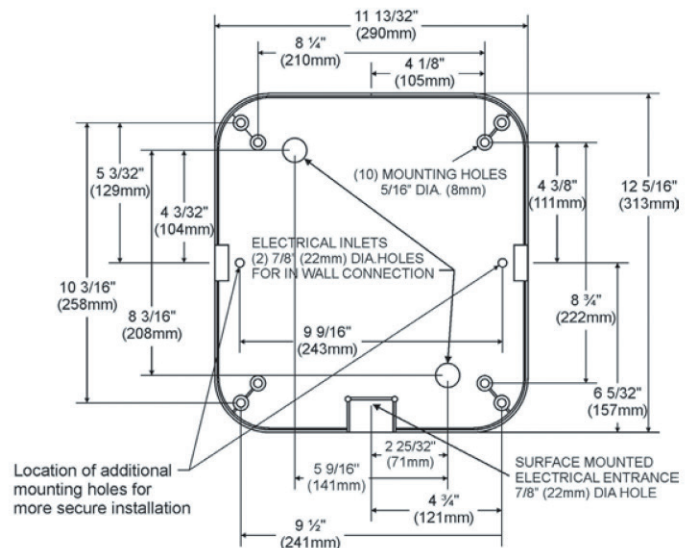 11 13/32"
(290mm)
8 ¼"
(210mm)
4 1/8"
(105mm)
5 3/32"
(129mm)
4 3/32"
(104mm)
(10) MOUNTING HOLES
5/16" DIA. (8mm)
4 3/8"
(111mm)
12 5/16"
(313mm)
ELECTRICAL INLETS
(2) 7/8" (22mm) DIA.HOLES
FOR IN WALL CONNECTION
10 3/16"
(258mm)
8 3/16"
(208mm)
9 9/16"
(243mm)
8 ¾"
(222mm)
6 5/32"
(157mm)
2 25/32"
(71mm)
5 9/16"
(141mm)
4 ¾"
(121mm)
9 ½"
(241mm)
Location of additional
mounting holes for
more secure installation
SURFACE MOUNTED
ELECTRICAL ENTRANCE
7/8" (22mm) DIA HOLE